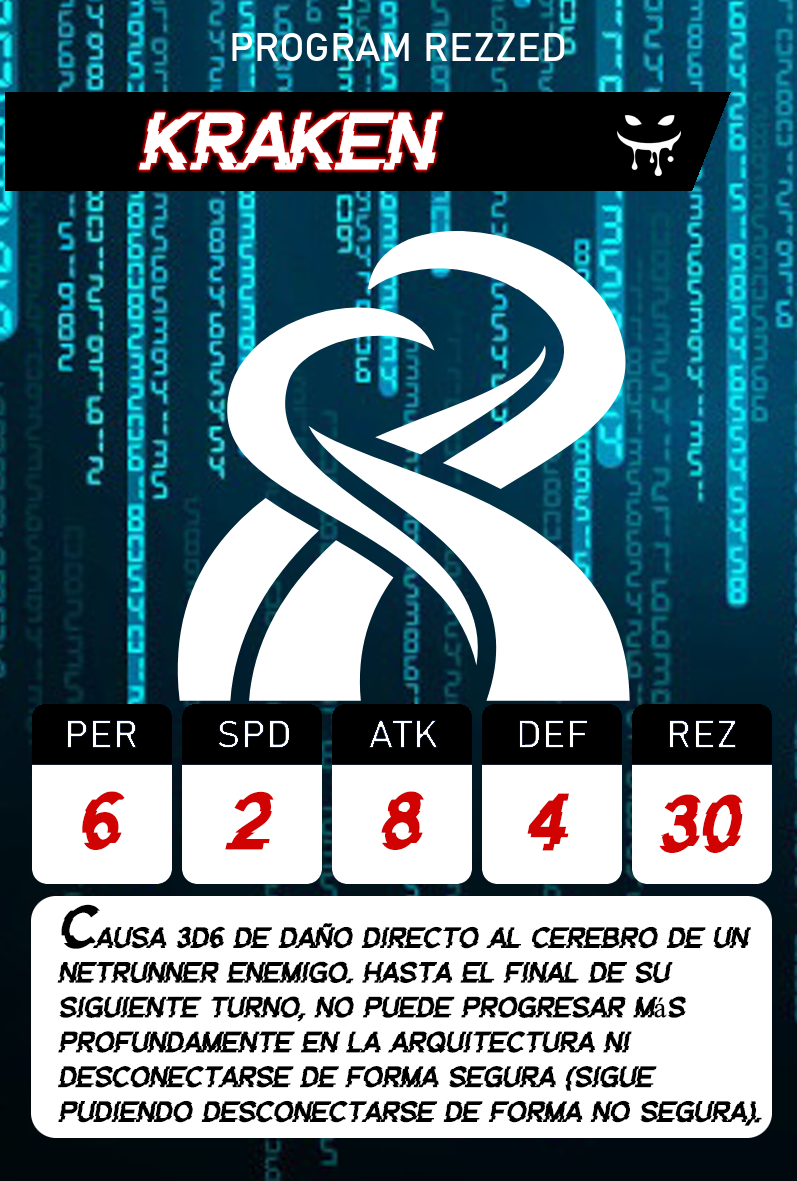 PROGRAM REZZED
KRAKEN
PER SPD ATK DEF REZ
6 2 8 4 30
CAUSA 3D6 DE DAÑO DIRECTO AL CEREBRO DE UN
NETRUNNER ENEMIGO. HASTA EL FINAL DE SU
SIGUIENTE TURNO, NO PUEDE PROGRESAR MáS
PROFUNDAMENTE EN LA ARQUITECTURA NI
DESCONECTARSE DE FORMA SEGURA (SIGUE
PUDIENDO DESCONECTARSE DE FORMA NO SEGURA).